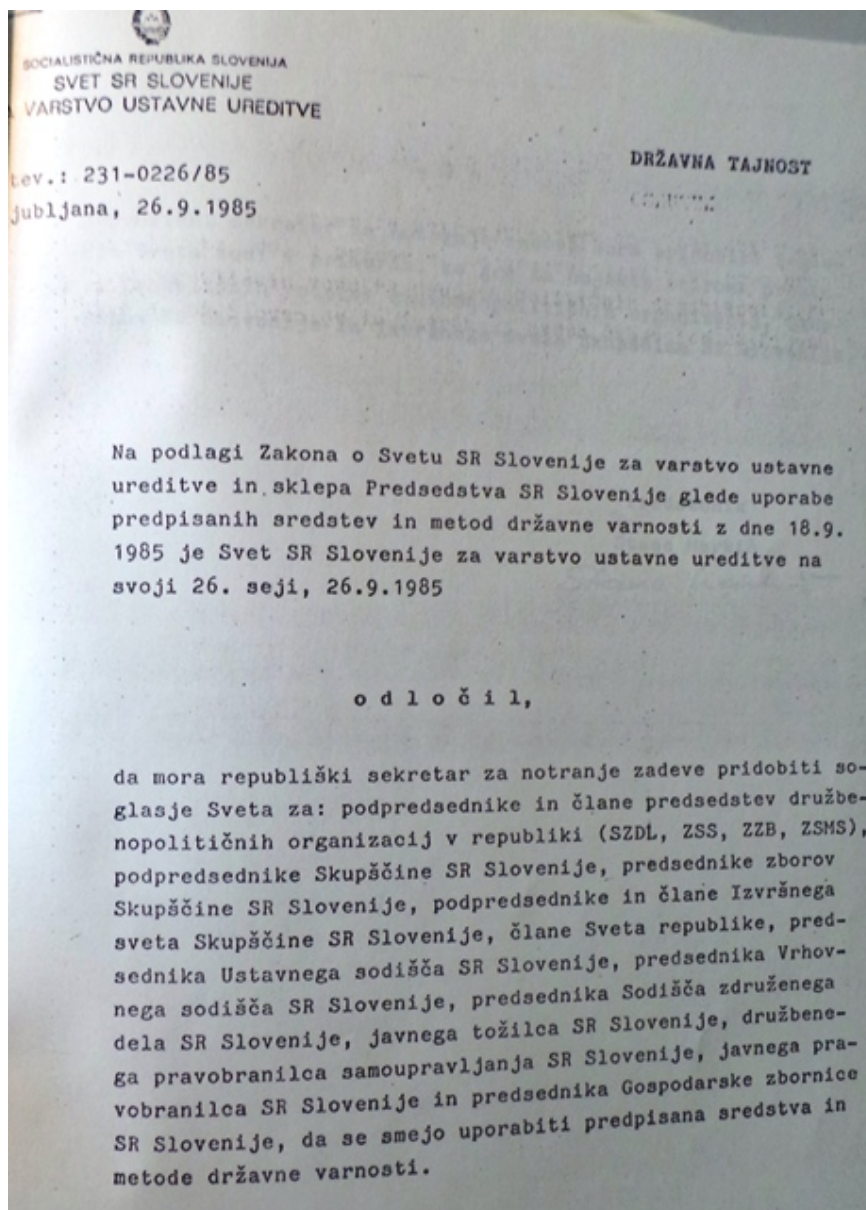 SOCIALISTIČNA REPUBLIKA SLOVENIJA
SVET SR SLOVENIJE
VARSTVO USTAVNE UREDITVE
tev.: 231-0226/85
jubljana, 26.9.1985
DRŽAVNA TAJNOST
Na podlagi Zakona o Svetu SR Slovenije za varstvo ustavne
ureditve in sklepa Predsedstva SR Slovenije glede uporabe
predpisanih sredstev in metod državne varnosti z dne 18.9.
1985 je Svet SR Slovenije za varstvo ustavne ureditve na
svoji 26. seji, 26.9.1985
o d l o č i l,
da mora republiški sekretar za notranje zadeve pridobiti so-
glasje Sveta za: podpredsednike in člane predsedstev družbe-
nopolitičnih organizacij v republiki (SZDL, ZSS, ZZB, ZSMS),
podpredsednike Skupščine SR Slovenije, predsednike zborov
Skupščine SR Slovenije, podpredsednike in člane Izvršnega
sveta Skupščine SR Slovenije, člane Sveta republike, pred-
sednika Ustavnega sodišča SR Slovenije, predsednika Vrhov-
nega sodišča SR Slovenije, predsednika Sodišča združenega
dela SR Slovenije, javnega tožilca SR Slovenije, družbene-
ga pravobranilca samoupravljanja SR Slovenije, javnega pra-
vobranilca SR Slovenije in predsednika Gospodarske zbornice
SR Slovenije, da se smejo uporabiti predpisana sredstva in
metode državne varnosti.